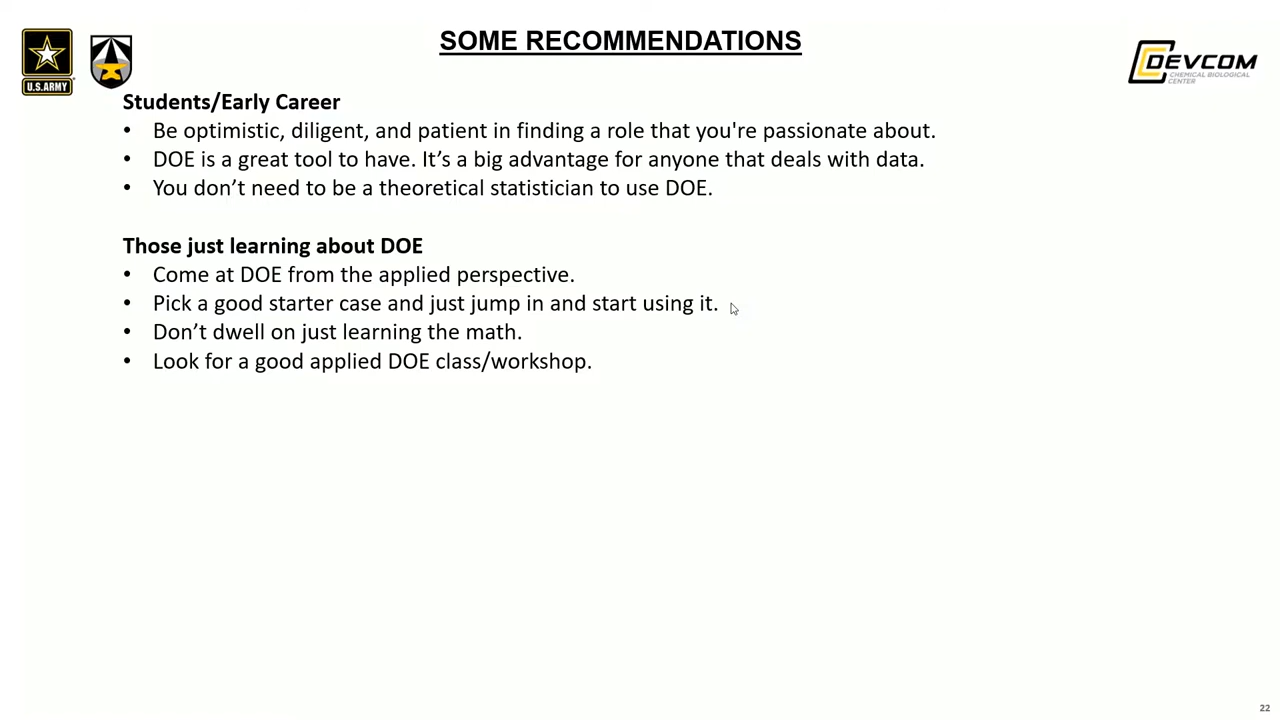 SOME RECOMMENDATIONS
U.S.ARMY
DEVCOM
CHEMICAL BIOLOGICAL
CENTER
Students/Early Career
• Be optimistic, diligent, and patient in finding a role that you're passionate about.
• DOE is a great tool to have. It’s a big advantage for anyone that deals with data.
• You don’t need to be a theoretical statistician to use DOE.
Those just learning about DOE
• Come at DOE from the applied perspective.
• Pick a good starter case and just jump in and start using it.
• Don’t dwell on just learning the math.
• Look for a good applied DOE class/workshop.
22